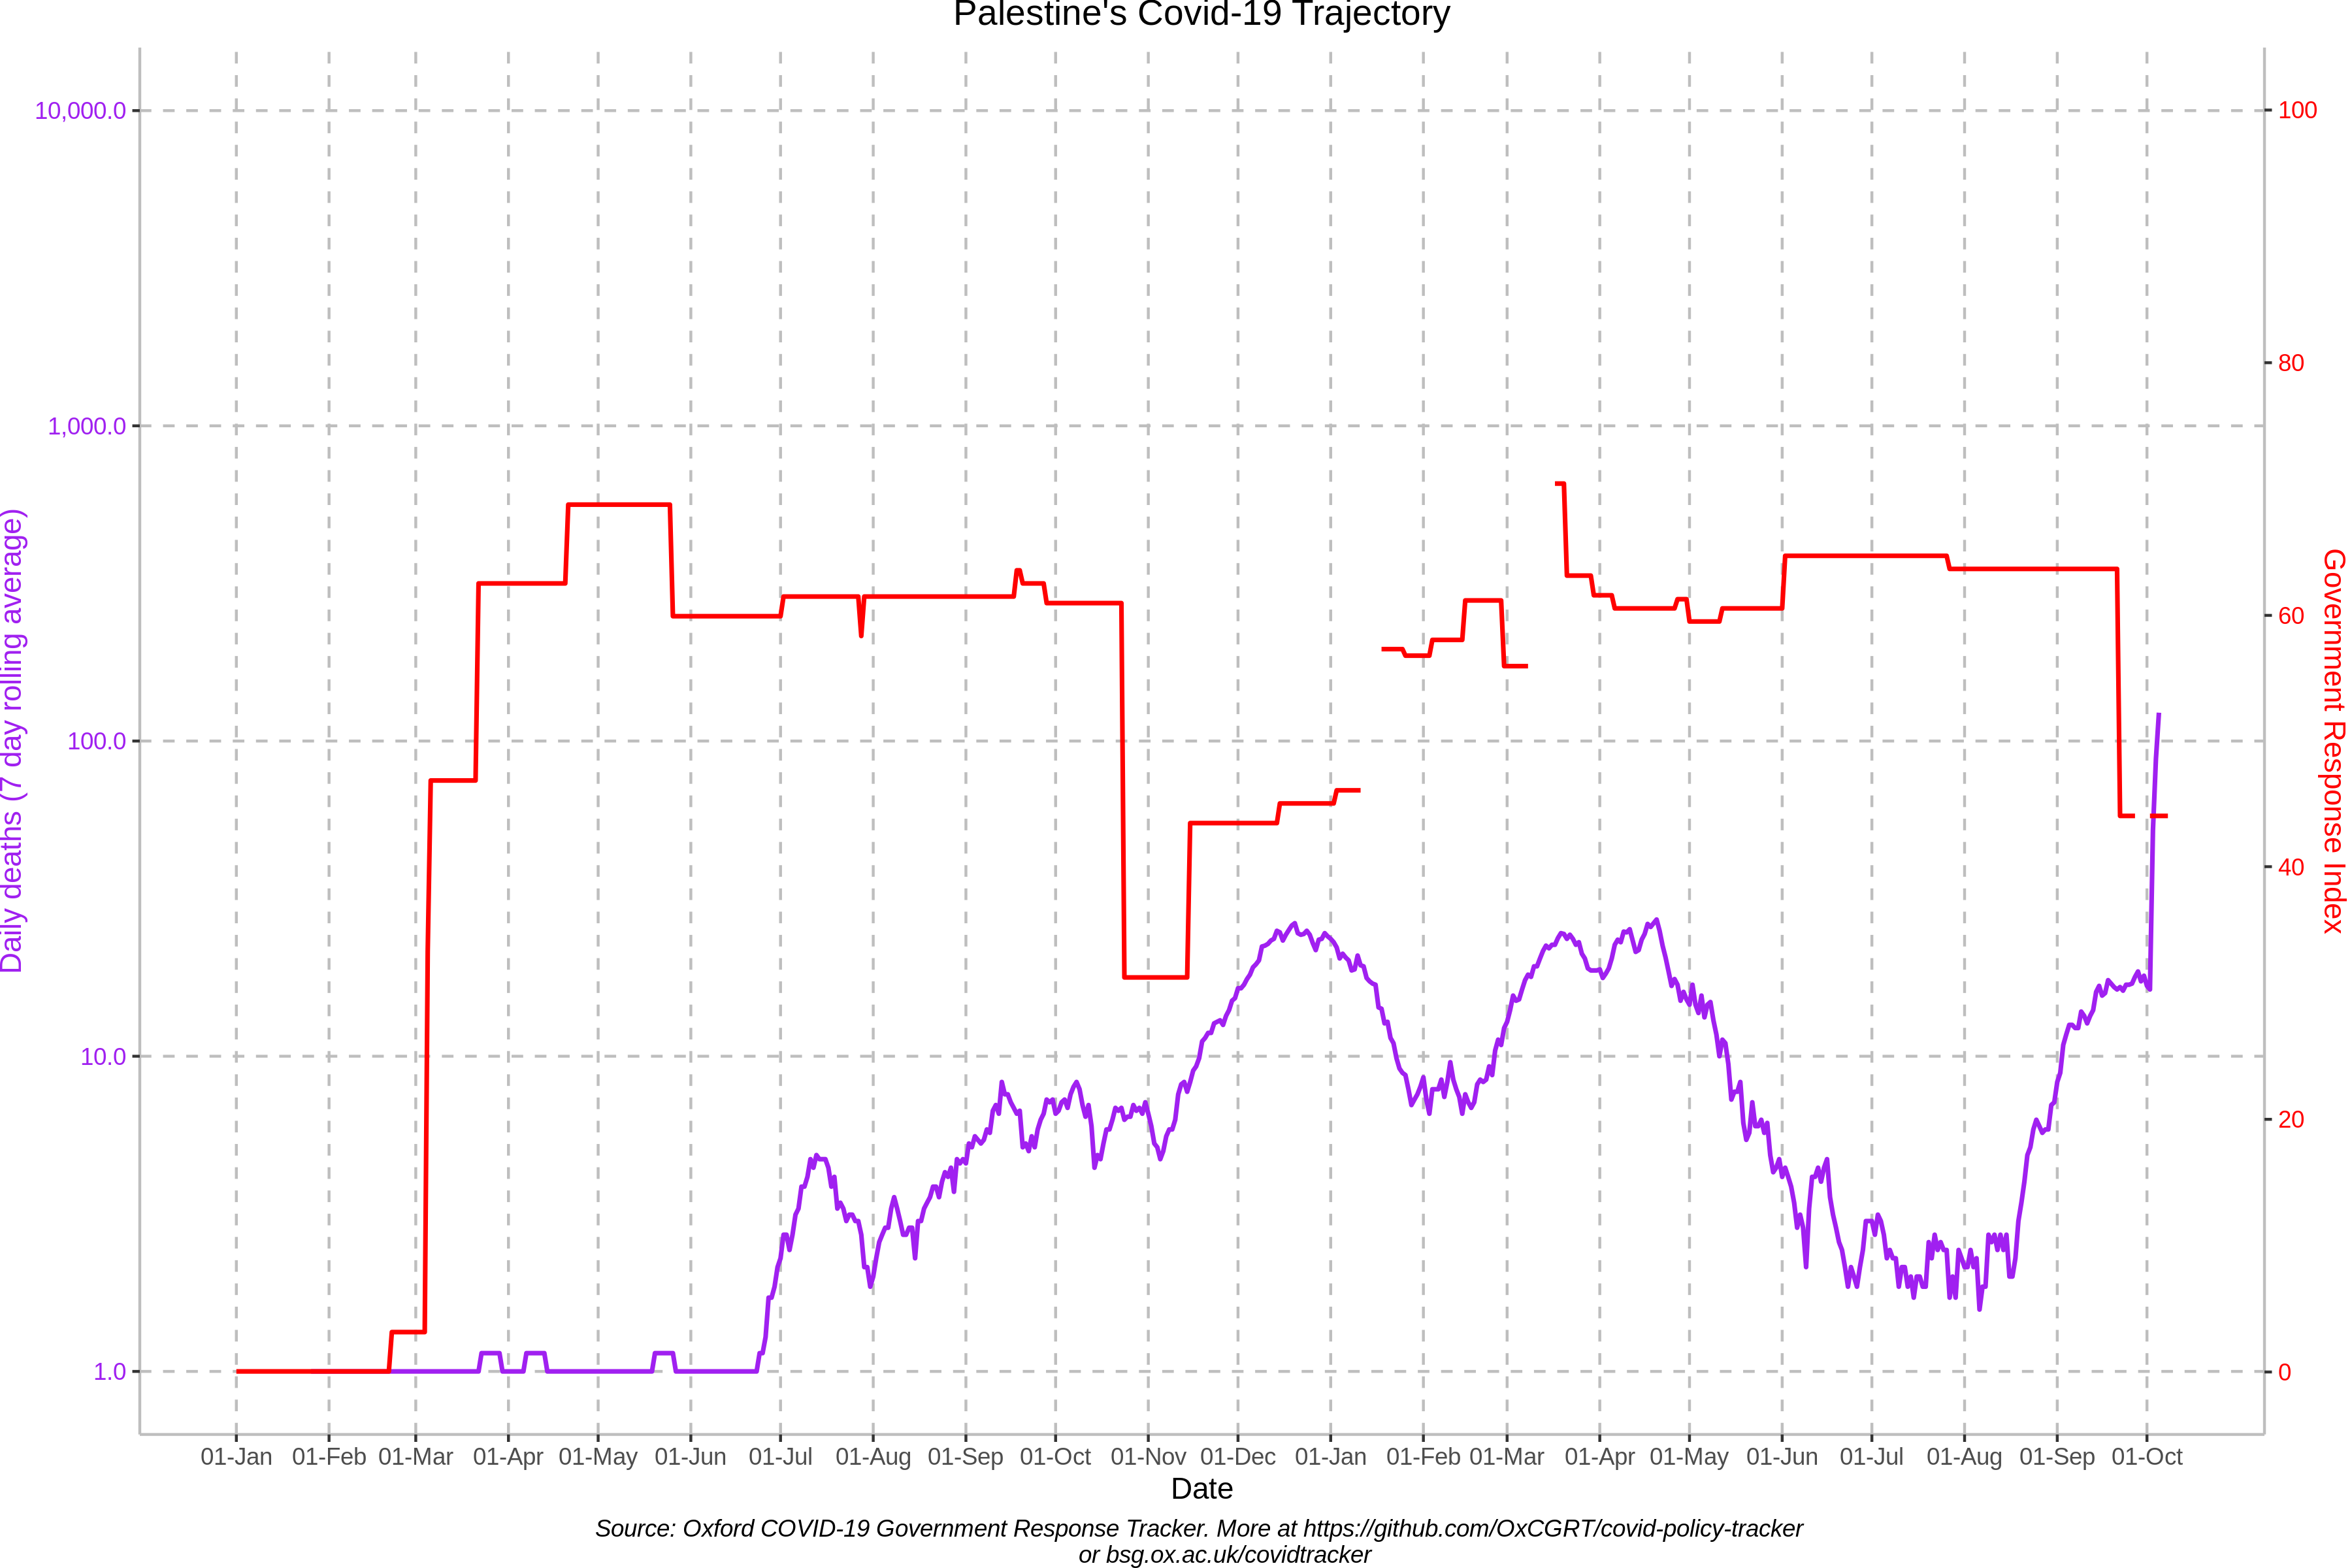 Palestine's Covid-19 Trajectory
10,000.0
1,000.0
100.0
10.0
1.0
Daily deaths (7 day rolling average)
100
80
60
40
20
0
Government Response Index
01-Jan 01-Feb 01-Mar 01-Apr 01-May 01-Jun 01-Jul 01-Aug 01-Sep 01-Oct 01-Nov 01-Dec 01-Jan 01-Feb 01-Mar 01-Apr 01-May 01-Jun 01-Jul 01-Aug 01-Sep 01-Oct
Date
Source: Oxford COVID-19 Government Response Tracker. More at https://github.com/OxCGRT/covid-policy-tracker
or bsg.ox.ac.uk/covidtracker